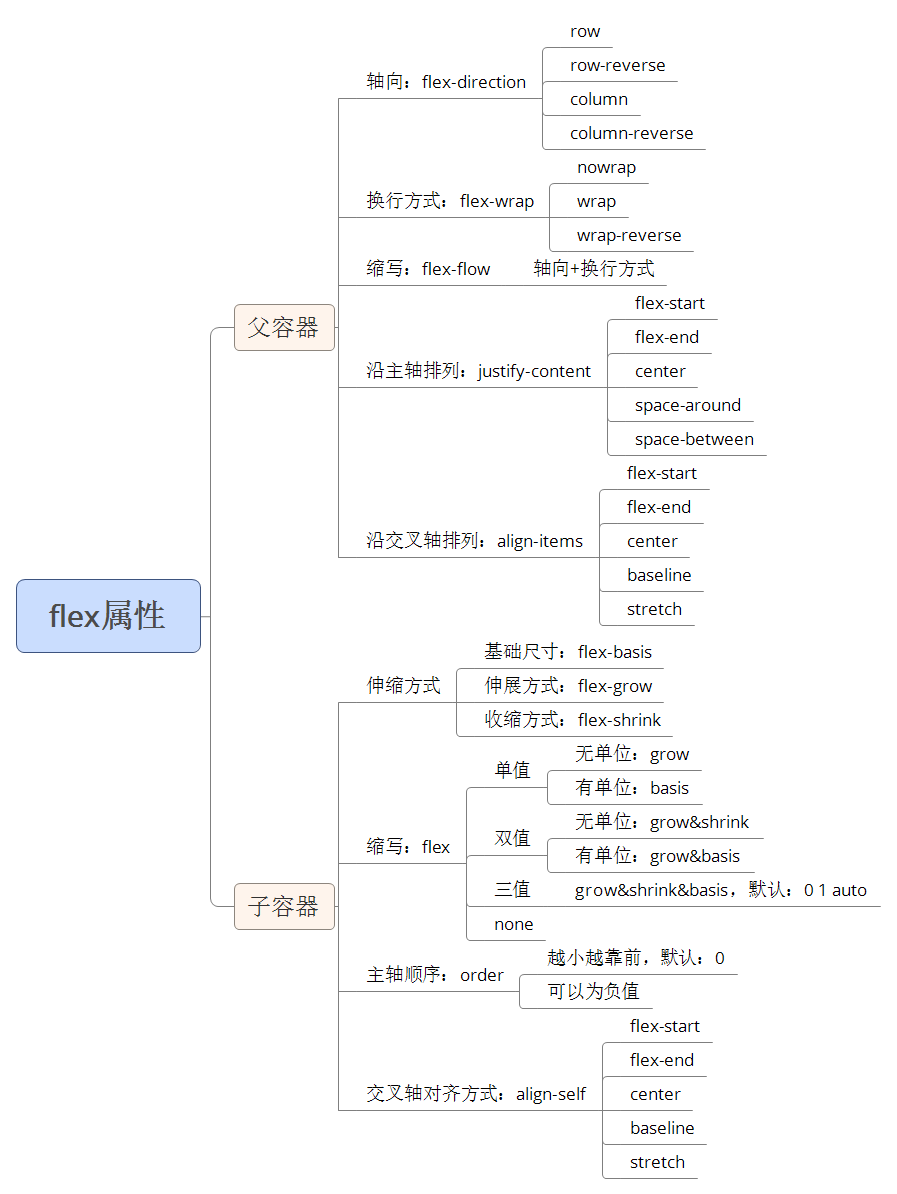 flex属性
父容器
轴向：flex-direction
row
row-reverse
column
column-reverse
换行方式：flex-wrap
nowrap
wrap
wrap-reverse
缩写：flex-flow
轴向+换行方式
沿主轴排列：justify-content
flex-start
flex-end
center
space-around
space-between
沿交叉轴排列：align-items
flex-start
flex-end
center
baseline
stretch
子容器
伸缩方式
基础尺寸：flex-basis
伸展方式：flex-grow
收缩方式：flex-shrink
缩写：flex
单值
无单位：grow
有单位：basis
双值
无单位：grow&shrink
有单位：grow&basis
三值
grow&shrink&basis，默认：0 1 auto
none
主轴顺序：order
越小越靠前，默认：0
可以为负值
交叉轴对齐方式：align-self
flex-start
flex-end
center
baseline
stretch